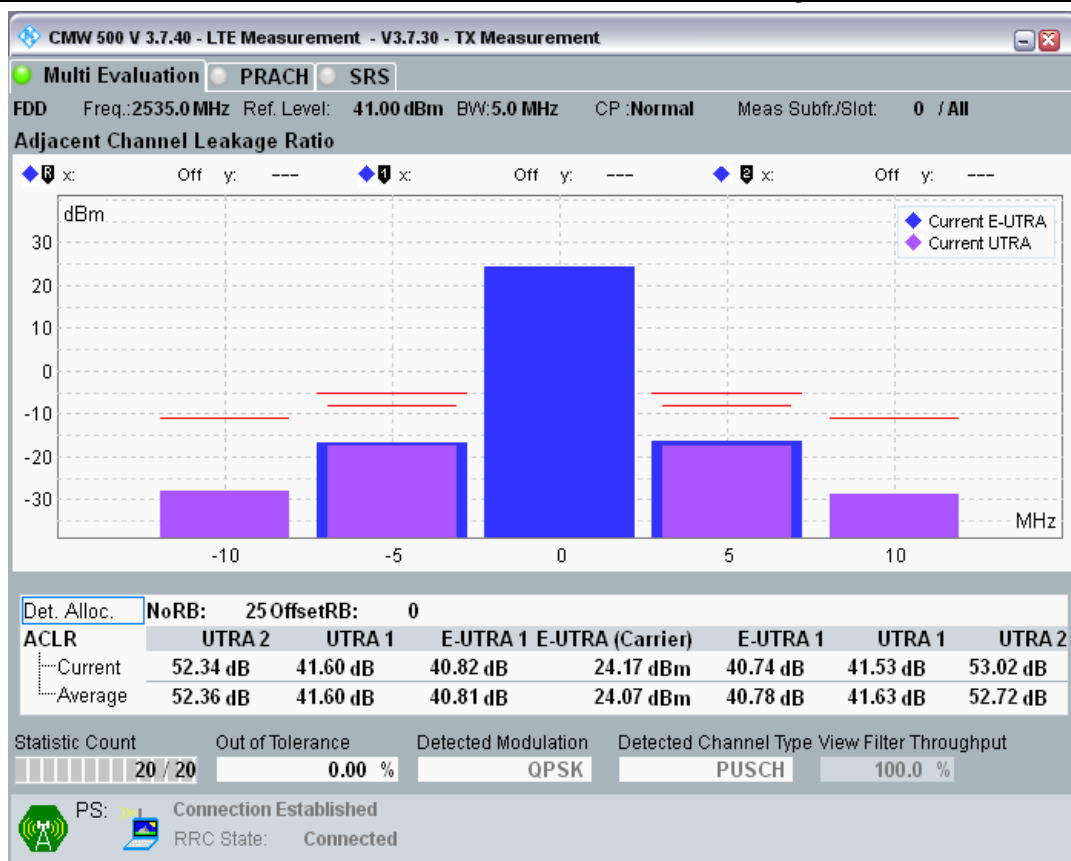 CMW 500 V 3.7.40 - LTE Measurement - V3.7.30 - TX Measurement
Multi Evaluation PRACH SRS
FDD Freq.:2535.0 MHz Ref. Level: 41.00 dBm BW:5.0 MHz CP :Normal Meas Subfr./Slot: 0 / All
Adjacent Channel Leakage Ratio
R x: Off y: --- 1 x: Off y: --- 2 x: Off y: ---
dBm
Current E-UTRA
Current UTRA
30
20
10
0
-10
-20
-30
MHz
-10 -5 0 5 10
Det. Alloc. NoRB: 25 OffsetRB: 0
ACLR UTRA 2 UTRA 1 E-UTRA 1 E-UTRA (Carrier) E-UTRA 1 UTRA 1 UTRA 2
Current 52.34 dB 41.60 dB 40.82 dB 24.17 dBm 40.74 dB 41.53 dB 53.02 dB
Average 52.36 dB 41.60 dB 40.81 dB 24.07 dBm 40.78 dB 41.63 dB 52.72 dB
Statistic Count Out of Tolerance Detected Modulation Detected Channel Type View Filter Throughput
20 / 20 0.00 % QPSK PUSCH 100.0 %
PS: Connection Established
RRC State: Connected